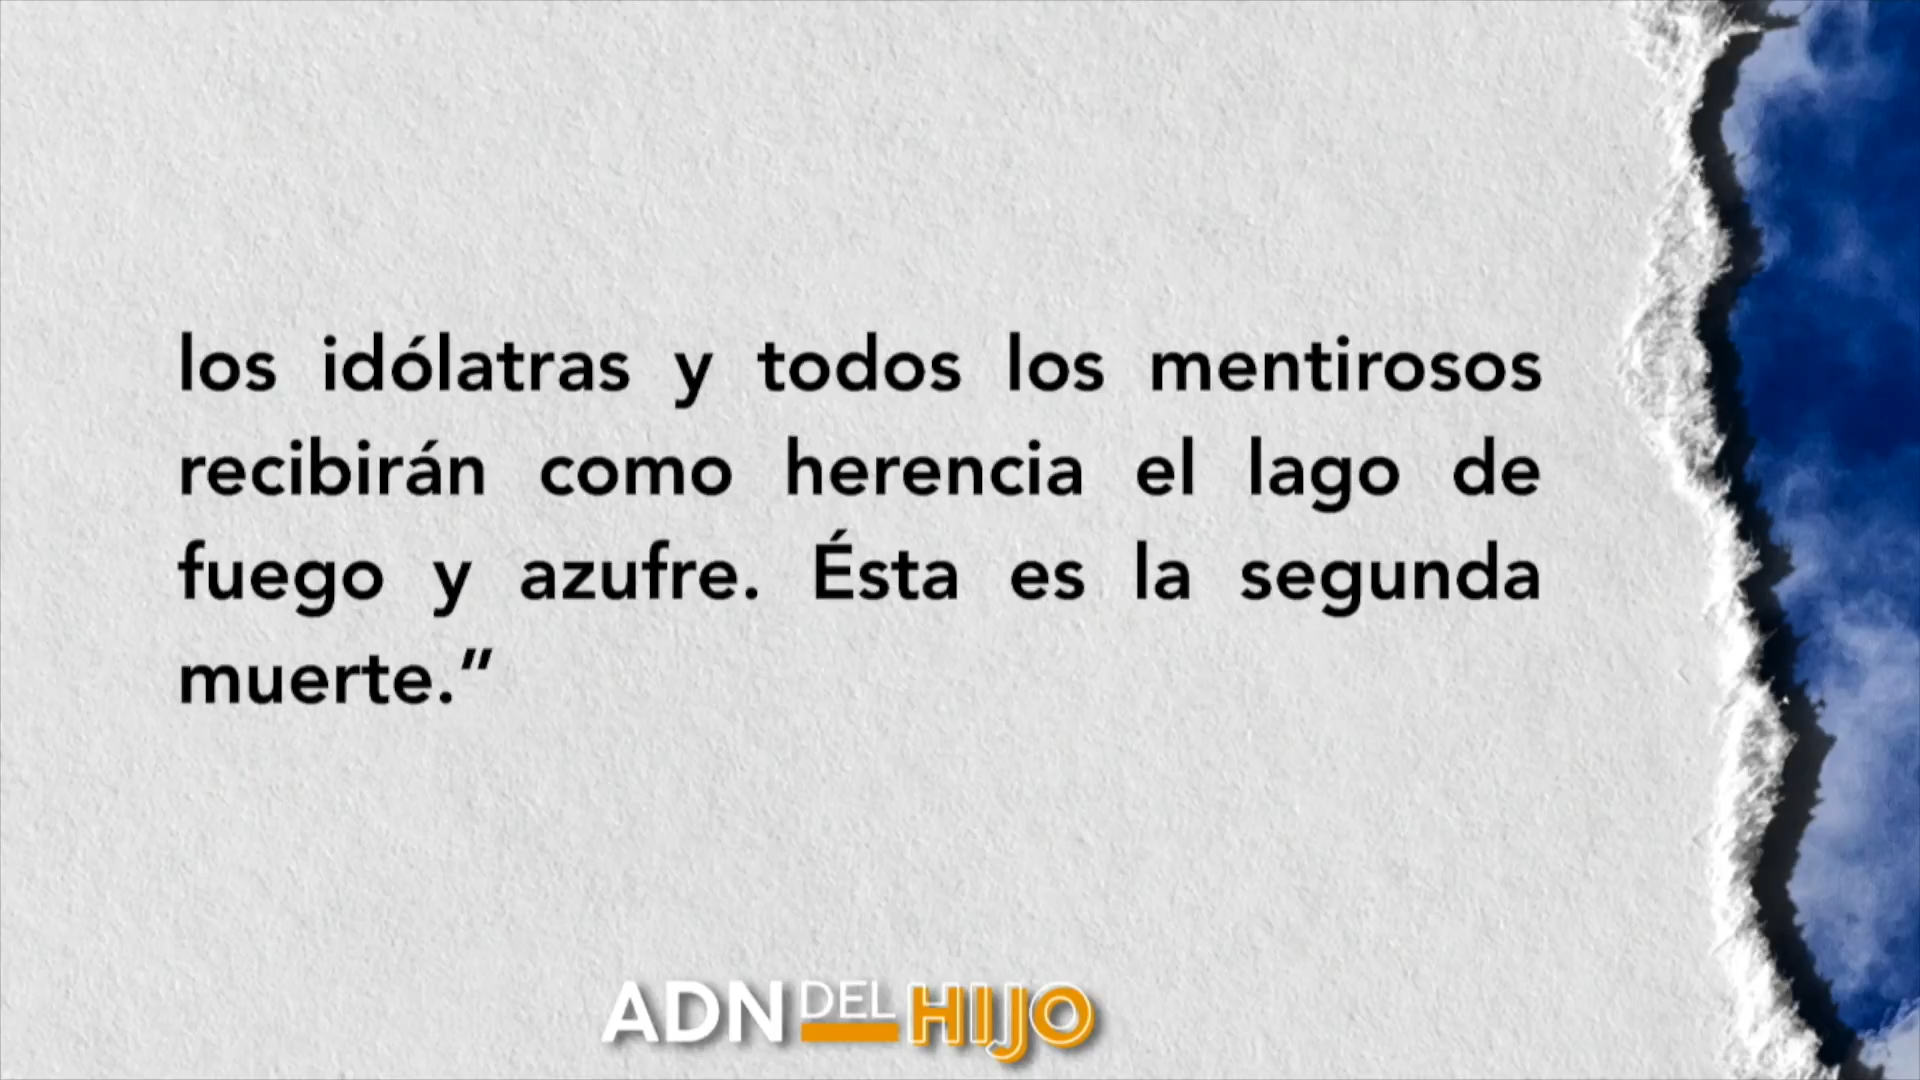 los idólatras y todos los mentirosos
recibirán como herencia el lago de
fuego y azufre. Ésta es la segunda
muerte.”
ADN DEL HIJO